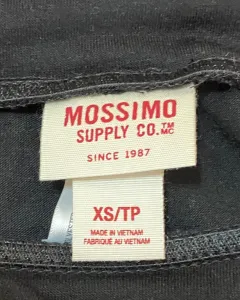 MOSSIMO
SUPPLY CO.™ MC
SINCE 1987
XS/TP
MADE IN VIETNAM
FABRIQUÉ AU VIETNAM